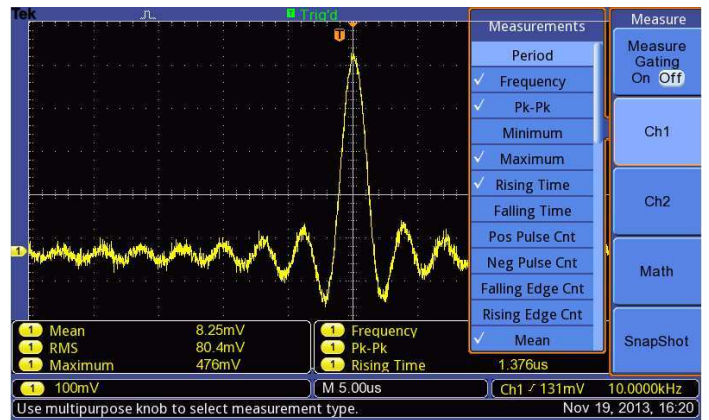 Tek
Trig'd
T
T
1
Measurements
Period
✓ Frequency
✓ Pk-Pk
Minimum
✓ Maximum
✓ Rising Time
Falling Time
Pos Pulse Cnt
Neg Pulse Cnt
Falling Edge Cnt
Rising Edge Cnt
✓ Mean
Measure
Measure
Gating
On Off
Ch1
Ch2
Math
SnapShot
1 Mean 8.25mV
1 RMS 80.4mV
1 Maximum 476mV
1 Frequency
1 Pk-Pk
1 Rising Time 1.376us
1 100mV
M 5.00us
Ch1 131mV 10.0000kHz
Use multipurpose knob to select measurement type.
Nov 19, 2013, 16:20